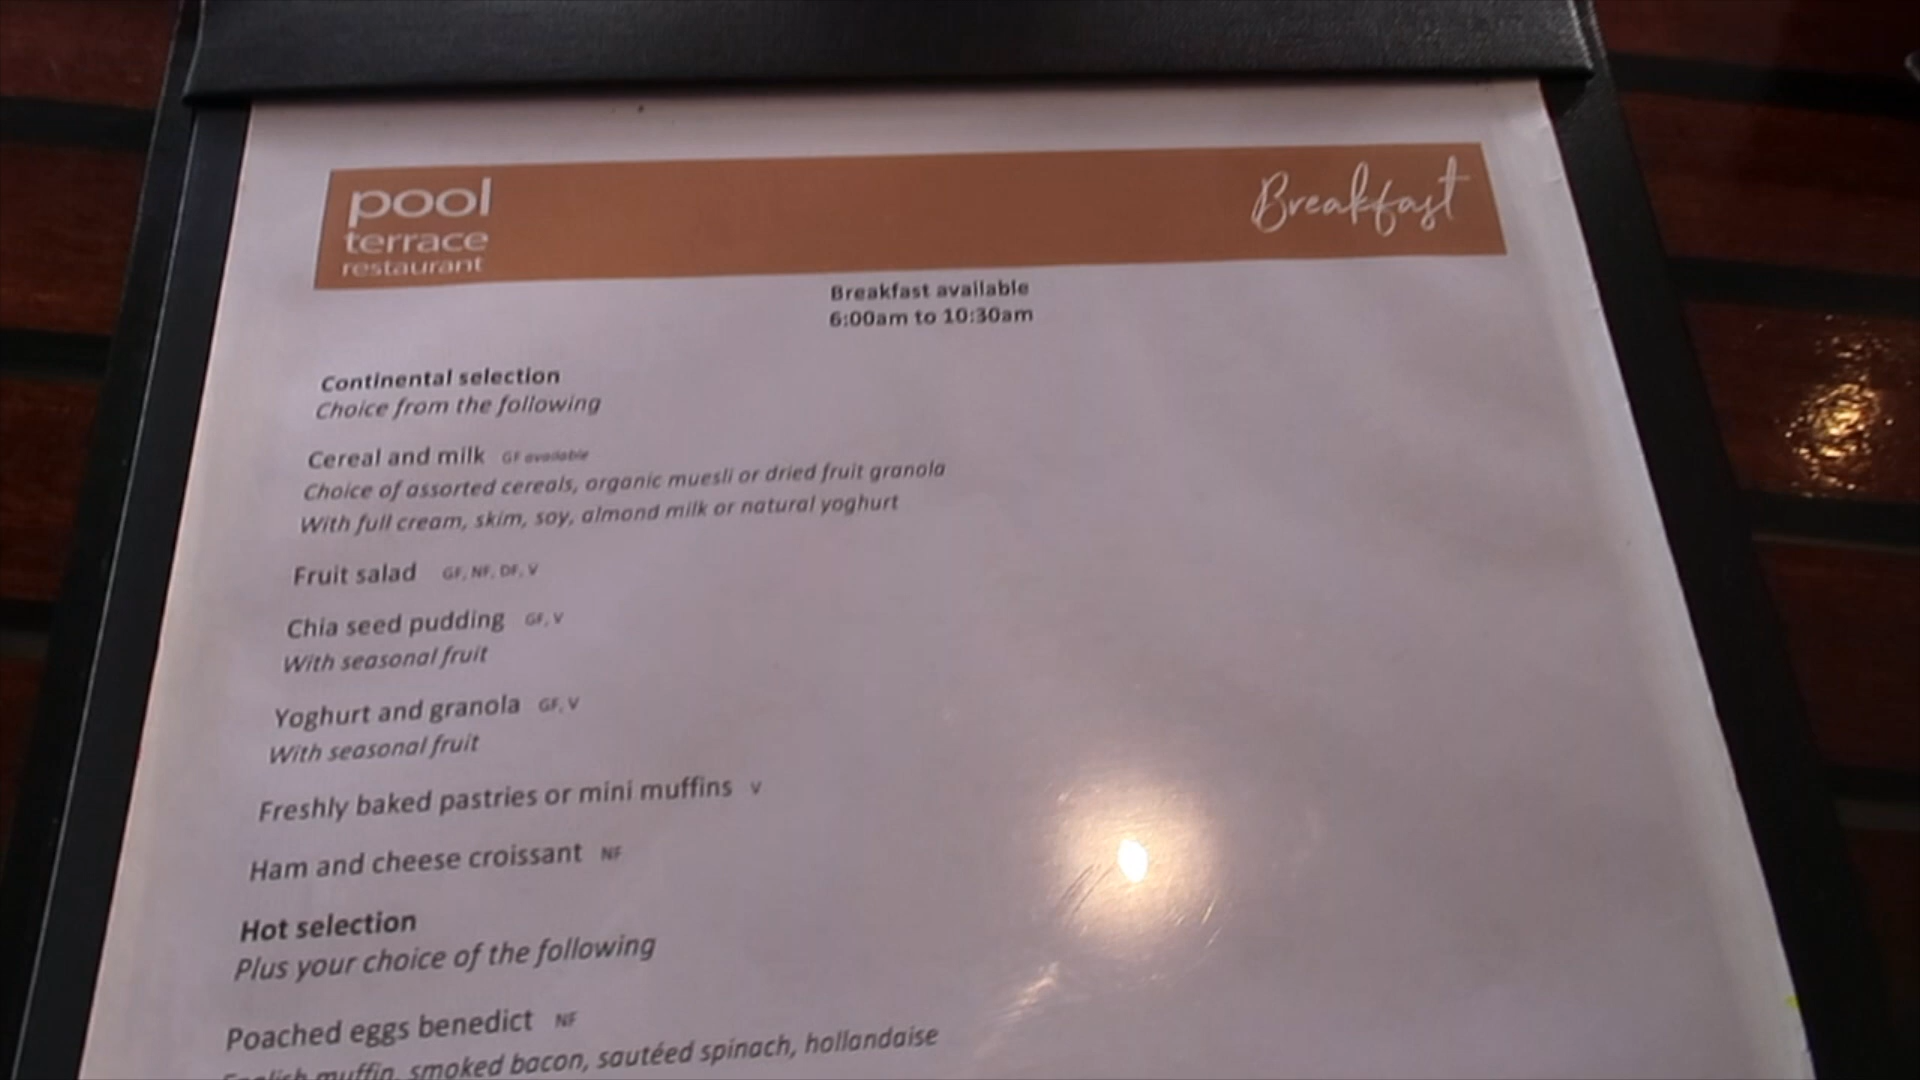 pool
terrace
restaurant
Breakfast
Breakfast available
6:00am to 10:30am
Continental selection
Choice from the following
Cereal and milk GF available
Choice of assorted cereals, organic muesli or dried fruit granola
With full cream, skim, soy, almond milk or natural yoghurt
Fruit salad GF, NF, DF, V
Chia seed pudding GF, V
With seasonal fruit
Yoghurt and granola GF, V
With seasonal fruit
Freshly baked pastries or mini muffins V
Ham and cheese croissant NF
Hot selection
Plus your choice of the following
Poached eggs benedict NF
English muffin, smoked bacon, sautéed spinach, hollandaise